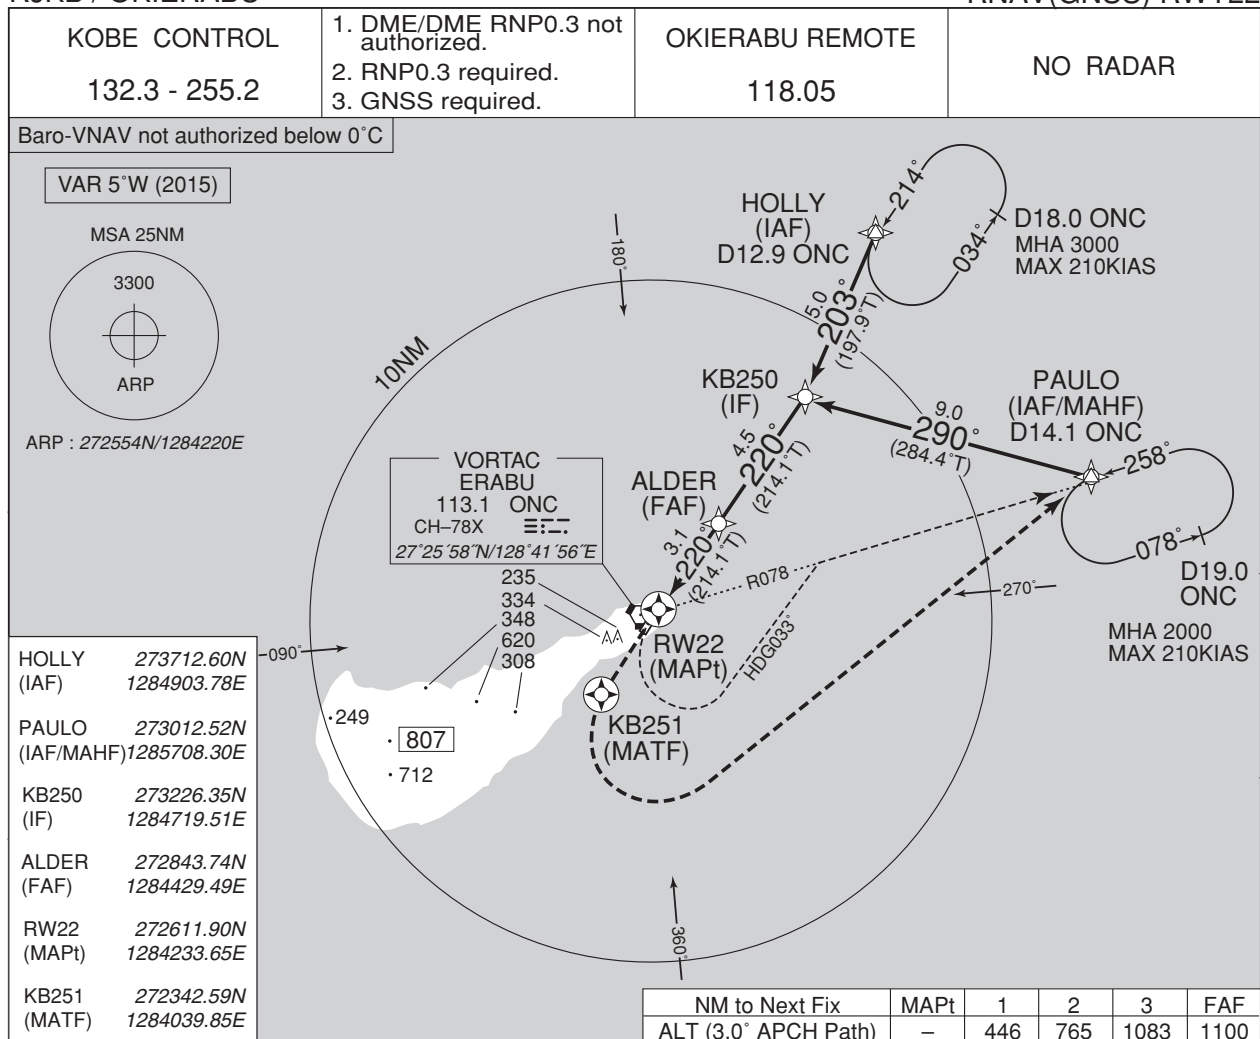 KOBE CONTROL
132.3 - 255.2
1. DME/DME RNP0.3 not
authorized.
2. RNP0.3 required.
3. GNSS required.
OKIERABU REMOTE
118.05
NO RADAR
Baro-VNAV not authorized below 0˚C
VAR 5˚W (2015)
MSA 25NM
3300
ARP
ARP : 272554N/1284220E
10NM
180˚
HOLLY
(IAF)
D12.9 ONC
214˚
034˚
D18.0 ONC
MHA 3000
MAX 210KIAS
5.0
203˚
(197.9˚T)
KB250
(IF)
9.0
290˚
(284.4˚T)
PAULO
(IAF/MAHF)
D14.1 ONC
258˚
078˚
D19.0
ONC
MHA 2000
MAX 210KIAS
270˚
4.5
220˚
(214.1˚T)
ALDER
(FAF)
3.1
220˚
(214.1˚T)
VORTAC
ERABU
113.1 ONC
CH–78X
27˚25´58˝N/128˚41´56˝E
R078
HDG033˚
235
334
348
620
308
RW22
(MAPt)
KB251
(MATF)
090˚
249
807
712
360˚
HOLLY 273712.60N
(IAF) 1284903.78E
PAULO 273012.52N
(IAF/MAHF) 1285708.30E
KB250 273226.35N
(IF) 1284719.51E
ALDER 272843.74N
(FAF) 1284429.49E
RW22 272611.90N
(MAPt) 1284233.65E
KB251 272342.59N
(MATF) 1284039.85E
NM to Next Fix MAPt 1 2 3 FAF
ALT (3.0˚ APCH Path) – 446 765 1083 1100